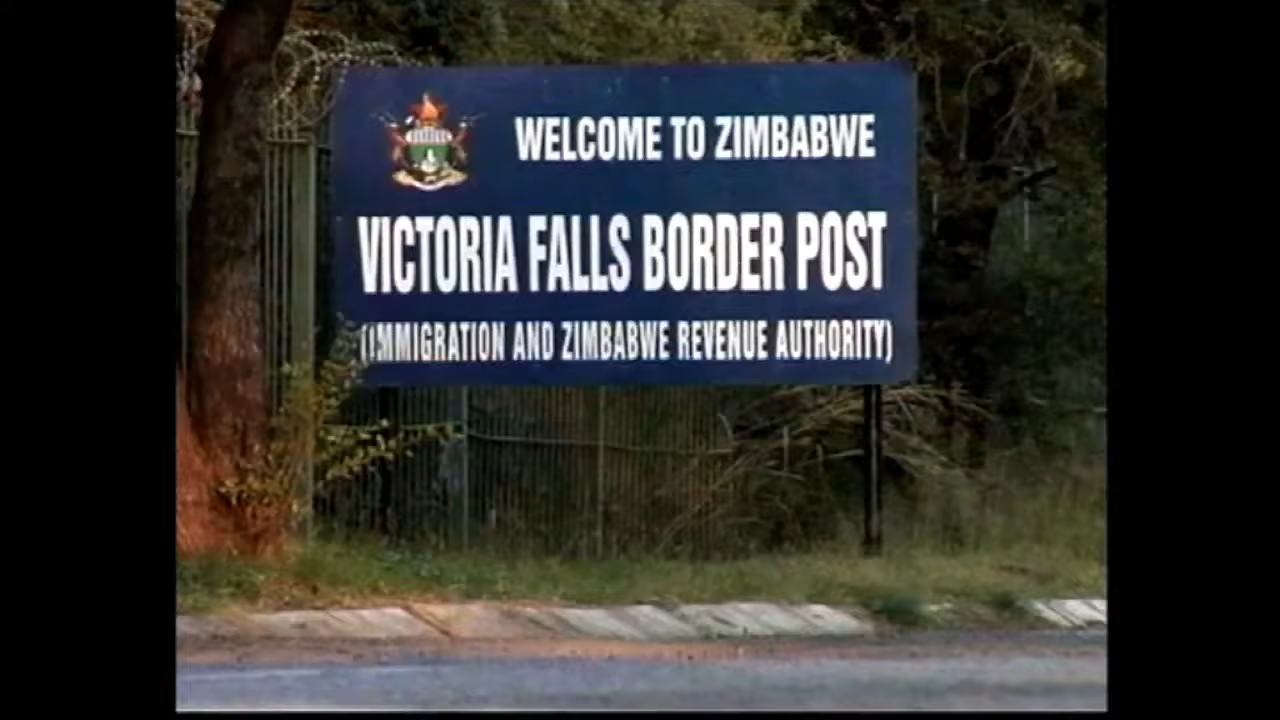 WELCOME TO ZIMBABWE
VICTORIA FALLS BORDER POST
(IMMIGRATION AND ZIMBABWE REVENUE AUTHORITY)